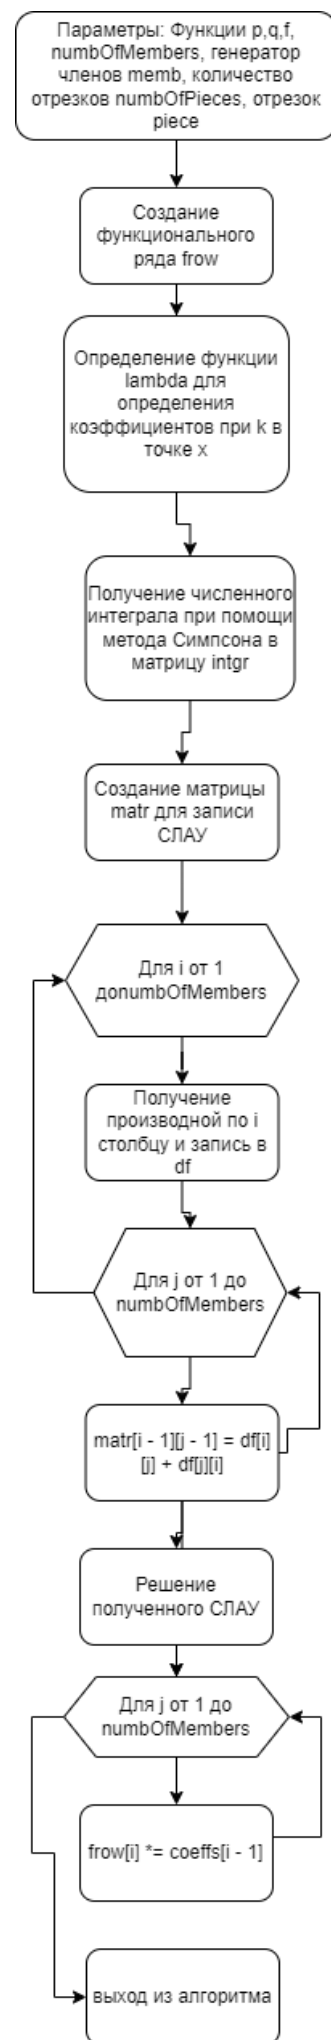 Параметры: Функции p,q,f,
numbOfMembers, генератор
членов memb, количество
отрезков numbOfPieces, отрезок
piece
Создание
функционального
ряда frow
Определение функции
lambda для
определения
коэффициентов при k в
точке x
Получение численного
интеграла при помощи
метода Симпсона в
матрицу intgr
Создание матрицы
matr для записи
СЛАУ
Для i от 1
доnumbOfMembers
Получение
производной по i
столбцу и запись в
df
Для j от 1 до
numbOfMembers
matr[i - 1][j - 1] = df[i]
[j] + df[j][i]
Решение
полученного СЛАУ
Для j от 1 до
numbOfMembers
frow[i] *= coeffs[i - 1]
выход из алгоритма